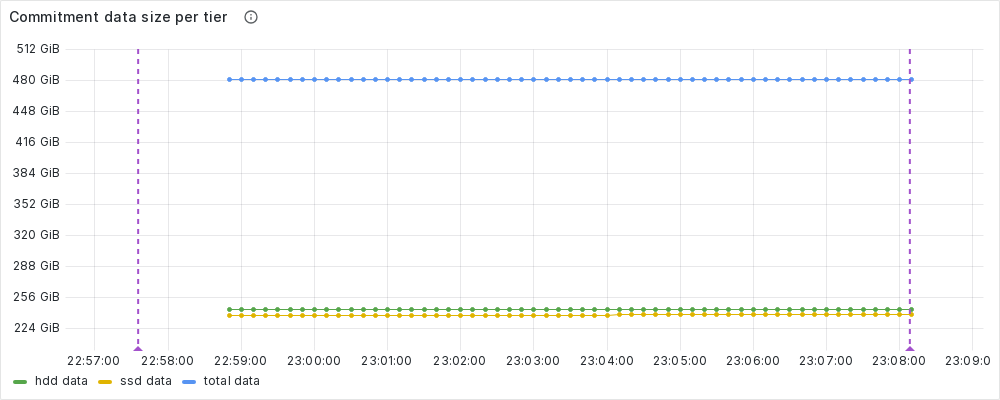 Commitment data size per tier
512 GiB
480 GiB
448 GiB
416 GiB
384 GiB
352 GiB
320 GiB
288 GiB
256 GiB
224 GiB
22:57:00 22:58:00 22:59:00 23:00:00 23:01:00 23:02:00 23:03:00 23:04:00 23:05:00 23:06:00 23:07:00 23:08:00 23:09:0
hdd data ssd data total data